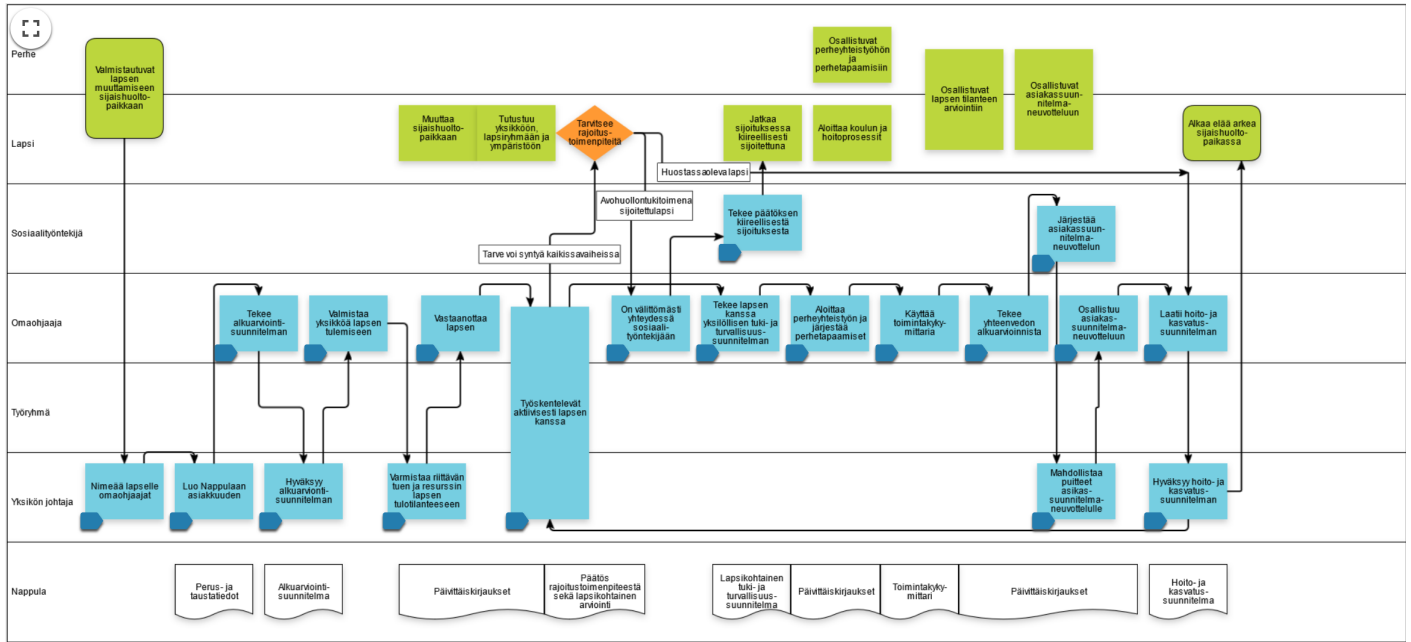 Perhe
Valmistautuvat
lapsen
muuttamiseen
sijaishuolto-
paikkaan
Osallistuvat
perheyhteistyöhön
ja
perhetapaamisiin
Osallistuvat
lapsen tilanteen
arviointiin
Osallistuvat
asiakassuun-
nitelma-
neuvotteluun
Lapsi
Muuttaa
sijaishuolto-
paikkaan
Tutustuu
yksikköön,
lapsiryhmään ja
ympäristöön
Tarvitsee
rajoitus-
toimenpiteitä
Jatkaa
sijoituksessa
kiireellisesti
sijoitettuna
Aloittaa koulun ja
hoitoprosessit
Alkaa elää arkea
sijaishuolto-
paikassa
Huostassaoleva lapsi
Avohuollontukitoimena
sijoitettulapsi
Tarve voi syntyä kaikissavaiheissa
Sosiaalityöntekijä
Tekee päätöksen
kiireellisestä
sijoituksesta
Järjestää
asiakassuun-
nitelma-
neuvottelun
Omaohjaaja
Tekee
alkuarviointi-
suunnitelman
Valmistaa
yksikköä lapsen
tulemiseen
Vastaanottaa
lapsen
On välittömästi
yhteydessä
sosiaali-
työntekijään
Tekee lapsen
kanssa
yksilöllisen tuki- ja
turvallisuus-
suunnitelman
Aloittaa
perheyhteistyön ja
järjestää
perhetapaamiset
Käyttää
toimintakyky-
mittaria
Tekee
yhteenvedon
alkuarvioinnista
Osallistuu
asiakas-
suunnitelma-
neuvotteluun
Laatii hoito- ja
kasvatus-
suunnitelman
Työryhmä
Työskentelevät
aktiivisesti lapsen
kanssa
Yksikön johtaja
Nimeää lapselle
omaohjaajat
Luo Nappulaan
asiakkuuden
Hyväksyy
alkuarvionti-
suunnitelman
Varmistaa riittävän
tuen ja resurssin
lapsen
tulotilanteeseen
Mahdollistaa
puitteet
asikas-
suunnitelma-
neuvottelulle
Hyväksyy hoito- ja
kasvatus-
suunnitelman
Nappula
Perus- ja
taustatiedot
Alkuarviointi-
suunnitelma
Päivittäiskirjaukset
Päätös
rajoitustoimenpiteestä
sekä lapsikohtainen
arviointi
Lapsikohtainen
tuki- ja
turvallisuus-
suunnitelma
Päivittäiskirjaukset
Toimintakyky-
mittari
Päivittäiskirjaukset
Hoito- ja
kasvatus-
suunnitelma